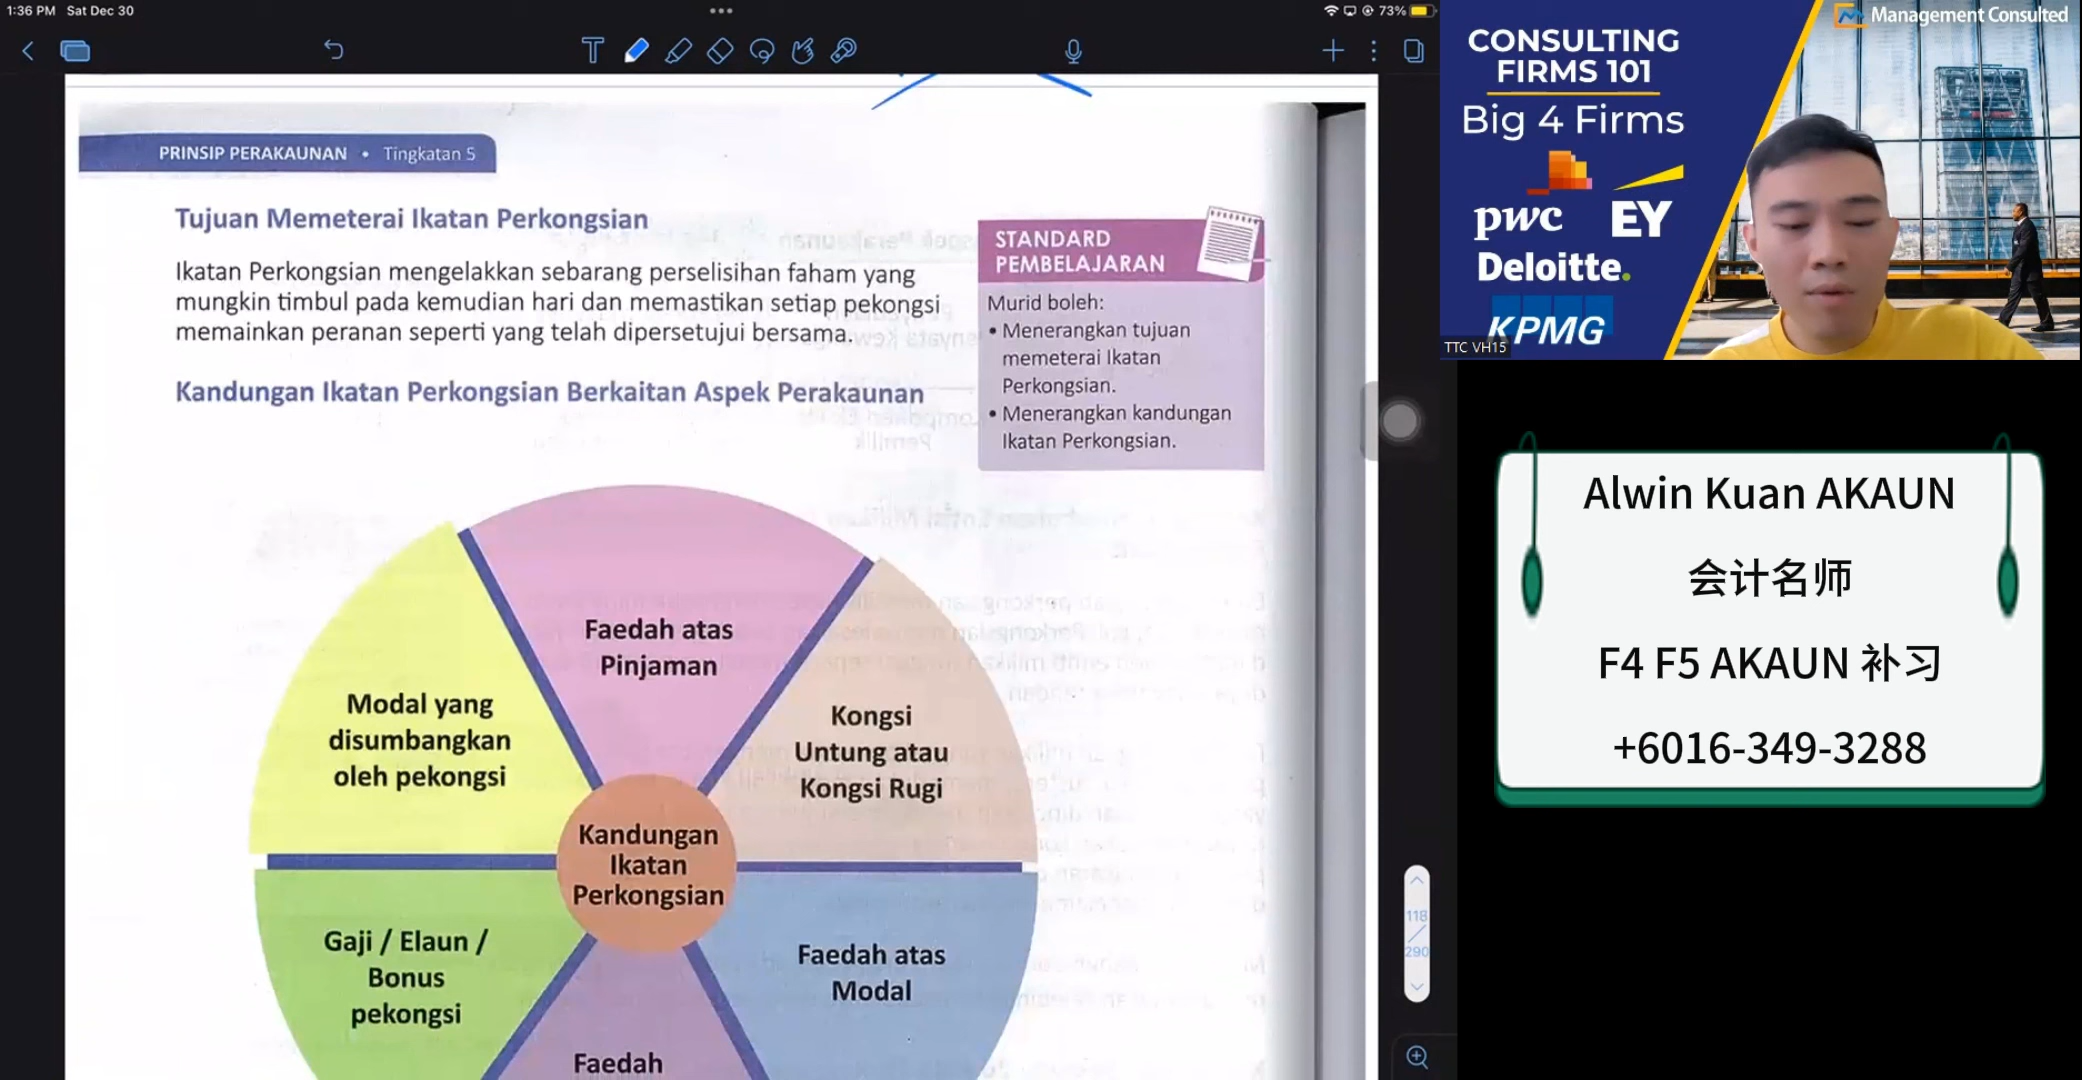 1:36 PM Sat Dec 30
73%
PRINSIP PERAKAUNAN • Tingkatan 5
Tujuan Memeterai Ikatan Perkongsian
Ikatan Perkongsian mengelakkan sebarang perselisihan faham yang
mungkin timbul pada kemudian hari dan memastikan setiap pekongsi
memainkan peranan seperti yang telah dipersetujui bersama.
STANDARD
PEMBELAJARAN
Murid boleh:
• Menerangkan tujuan
memeterai Ikatan
Perkongsian.
• Menerangkan kandungan
Ikatan Perkongsian.
Kandungan Ikatan Perkongsian Berkaitan Aspek Perakaunan
Faedah atas
Pinjaman
Modal yang
disumbangkan
oleh pekongsi
Kongsi
Untung atau
Kongsi Rugi
Kandungan
Ikatan
Perkongsian
Gaji / Elaun /
Bonus
pekongsi
Faedah atas
Modal
Faedah
118
290
Management Consulted
CONSULTING
FIRMS 101
Big 4 Firms
pwc
EY
Deloitte.
KPMG
TTC VH15
Alwin Kuan AKAUN
会计名师
F4 F5 AKAUN 补习
+6016-349-3288